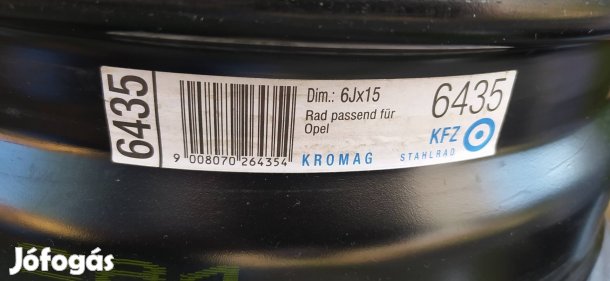 6435
9 008070 264354
Dim.: 6Jx15
Rad passend für
Opel
6435
KFZ
KROMAG STAHLRAD
Jófogás